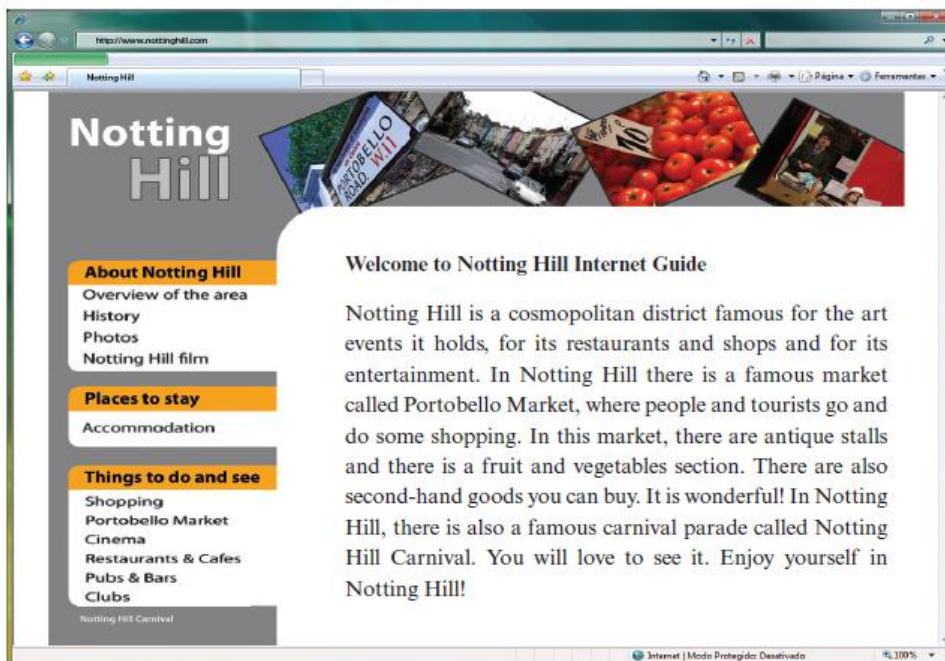 http://www.nottinghill.com
Notting Hill
Página
Ferramentas
Notting
Hill
PORTOBELLO
ROAD. W.11
10
About Notting Hill
Overview of the area
History
Photos
Notting Hill film
Places to stay
Accommodation
Things to do and see
Shopping
Portobello Market
Cinema
Restaurants & Cafes
Pubs & Bars
Clubs
Notting Hill Carnival
Welcome to Notting Hill Internet Guide
Notting Hill is a cosmopolitan district famous for the art
events it holds, for its restaurants and shops and for its
entertainment. In Notting Hill there is a famous market
called Portobello Market, where people and tourists go and
do some shopping. In this market, there are antique stalls
and there is a fruit and vegetables section. There are also
second-hand goods you can buy. It is wonderful! In Notting
Hill, there is also a famous carnival parade called Notting
Hill Carnival. You will love to see it. Enjoy yourself in
Notting Hill!
Internet | Modo Protegido: Desativado
100%